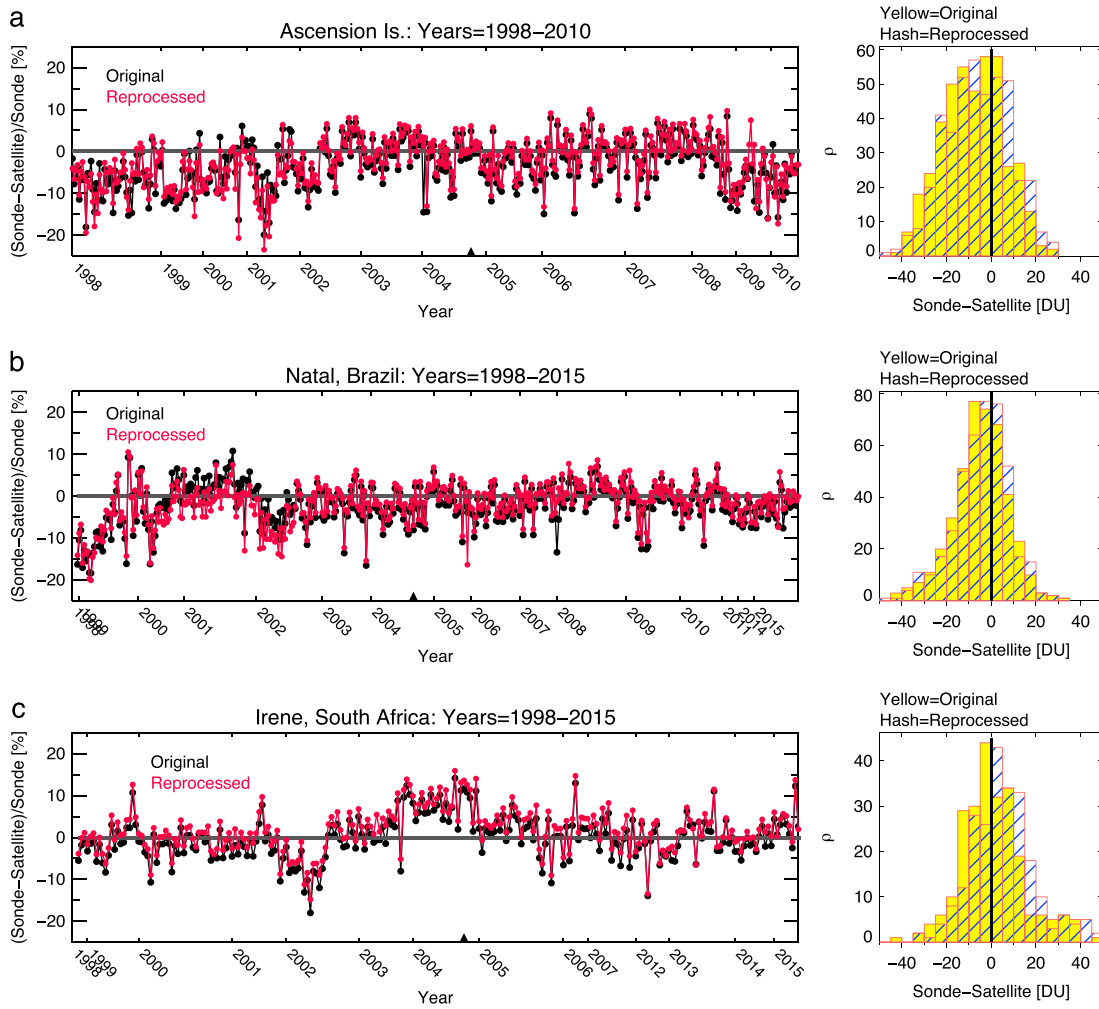 a
Ascension Is.: Years=1998−2010
(Sonde−Satellite)/Sonde [%]
20
10
0
−10
−20
Original
Reprocessed
1998 1999 2000 2001 2002 2003 2004 2005 2006 2007 2008 2009 2010
Year
Yellow=Original
Hash=Reprocessed
ρ
60
50
40
30
20
10
0
−40 −20 0 20 40
Sonde−Satellite [DU]
b
Natal, Brazil: Years=1998−2015
(Sonde−Satellite)/Sonde [%]
20
10
0
−10
−20
Original
Reprocessed
1998 1999 2000 2001 2002 2003 2004 2005 2006 2007 2008 2009 2010 2011 2014 2015
Year
Yellow=Original
Hash=Reprocessed
ρ
80
60
40
20
0
−40 −20 0 20 40
Sonde−Satellite [DU]
c
Irene, South Africa: Years=1998−2015
(Sonde−Satellite)/Sonde [%]
20
10
0
−10
−20
Original
Reprocessed
1998 1999 2000 2001 2002 2003 2004 2005 2006 2007 2012 2013 2014 2015
Year
Yellow=Original
Hash=Reprocessed
ρ
40
30
20
10
0
−40 −20 0 20 40
Sonde−Satellite [DU]